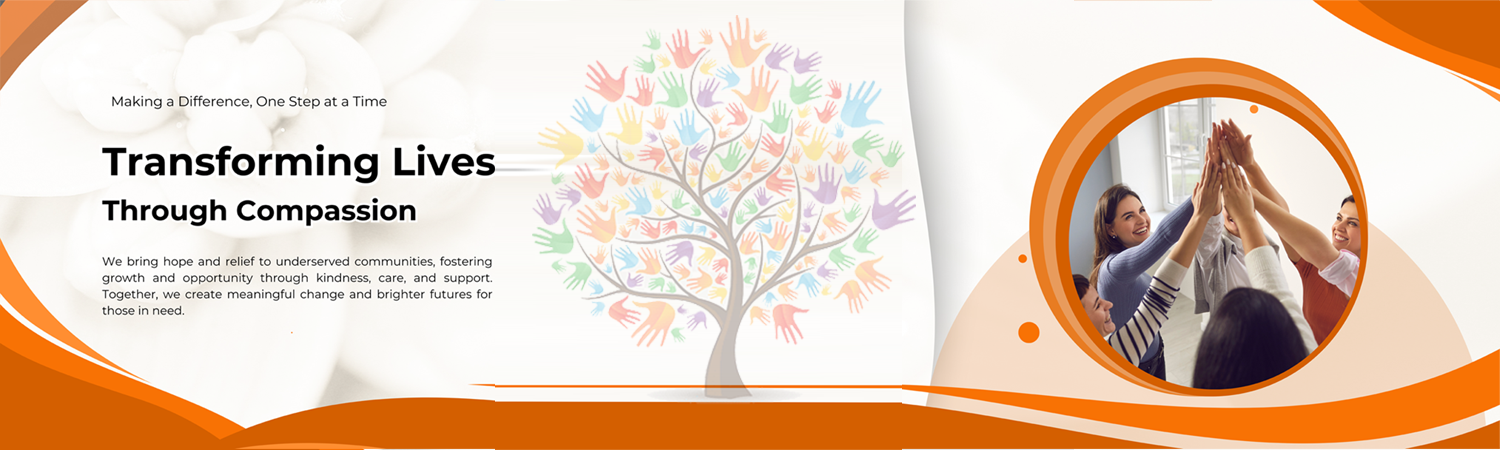 Making a Difference, One Step at a Time
Transforming Lives
Through Compassion
We bring hope and relief to underserved communities, fostering
growth and opportunity through kindness, care, and support.
Together, we create meaningful change and brighter futures for
those in need.